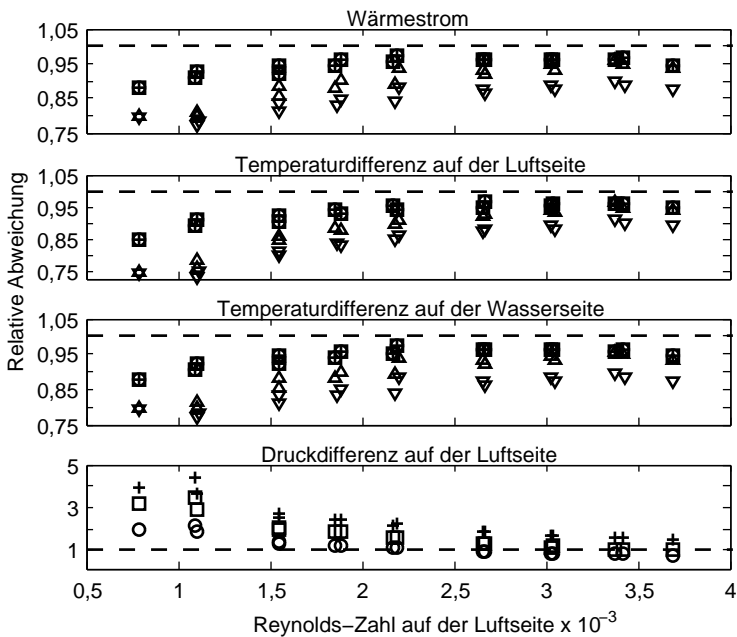 Wärmestrom
1,05
0,95
0,85
0,75
Temperaturdifferenz auf der Luftseite
1,05
0,95
0,85
0,75
Temperaturdifferenz auf der Wasserseite
1,05
0,95
0,85
0,75
Druckdifferenz auf der Luftseite
5
3
1
0,5 1 1,5 2 2,5 3 3,5 4
Reynolds−Zahl auf der Luftseite x 10⁻³
Relative Abweichung